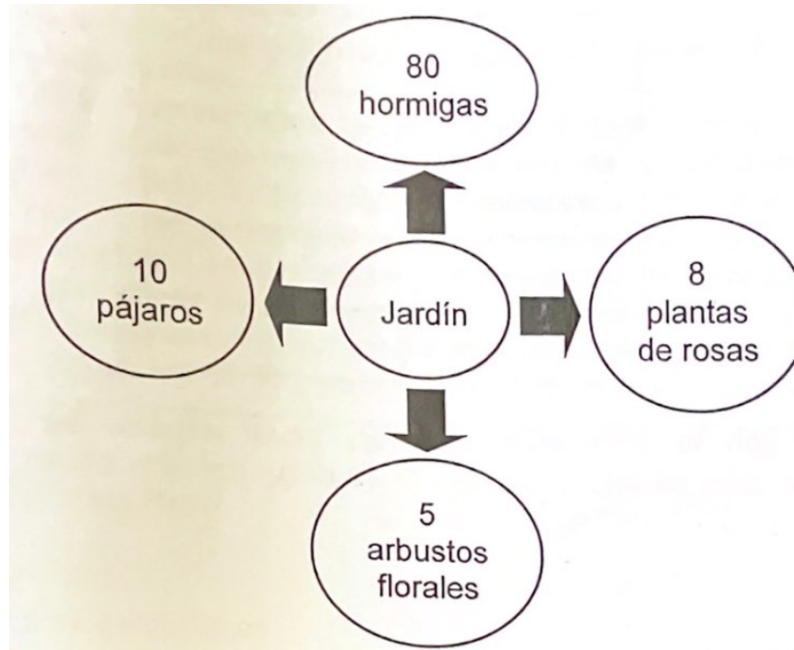 80
hormigas
10
pájaros
Jardín
8
plantas
de rosas
5
arbustos
florales